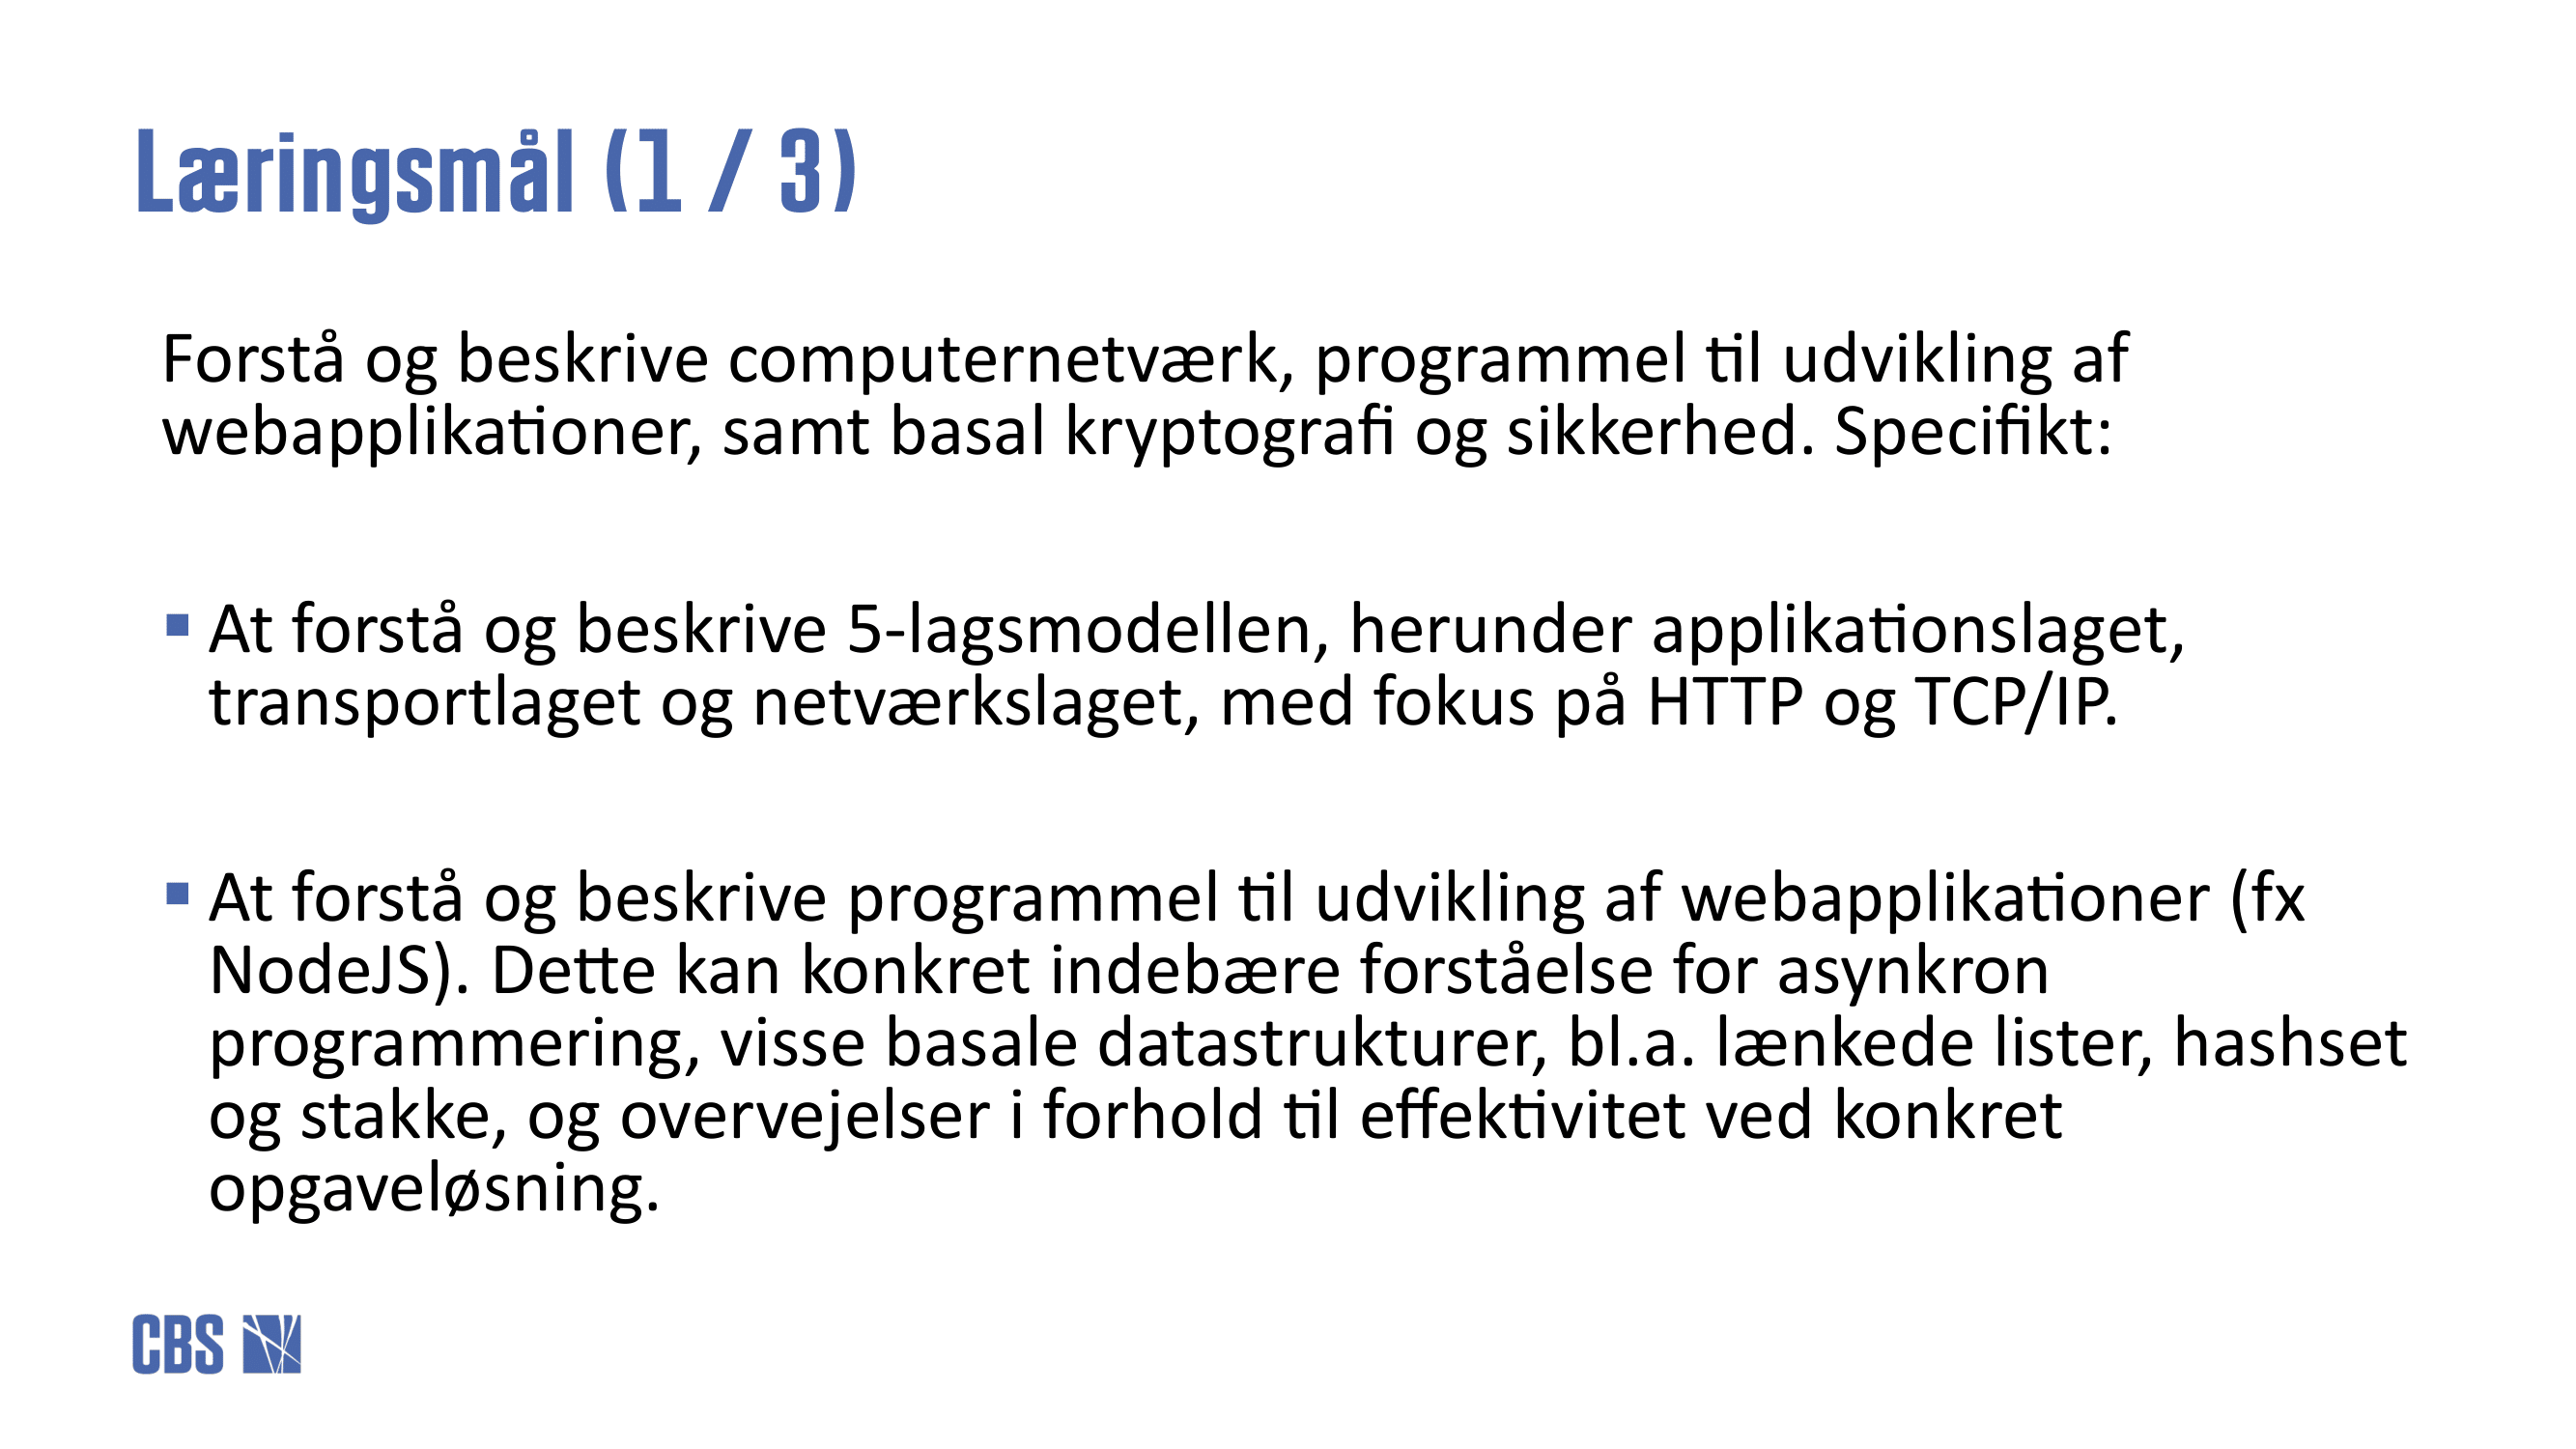 Læringsmål (1 / 3)
Forstå og beskrive computernetværk, programmel til udvikling af
webapplikationer, samt basal kryptografi og sikkerhed. Specifikt:
▪ At forstå og beskrive 5-lagsmodellen, herunder applikationslaget,
transportlaget og netværkslaget, med fokus på HTTP og TCP/IP.
▪ At forstå og beskrive programmel til udvikling af webapplikationer (fx
NodeJS). Dette kan konkret indebære forståelse for asynkron
programmering, visse basale datastrukturer, bl.a. lænkede lister, hashset
og stakke, og overvejelser i forhold til effektivitet ved konkret
opgaveløsning.
CBS